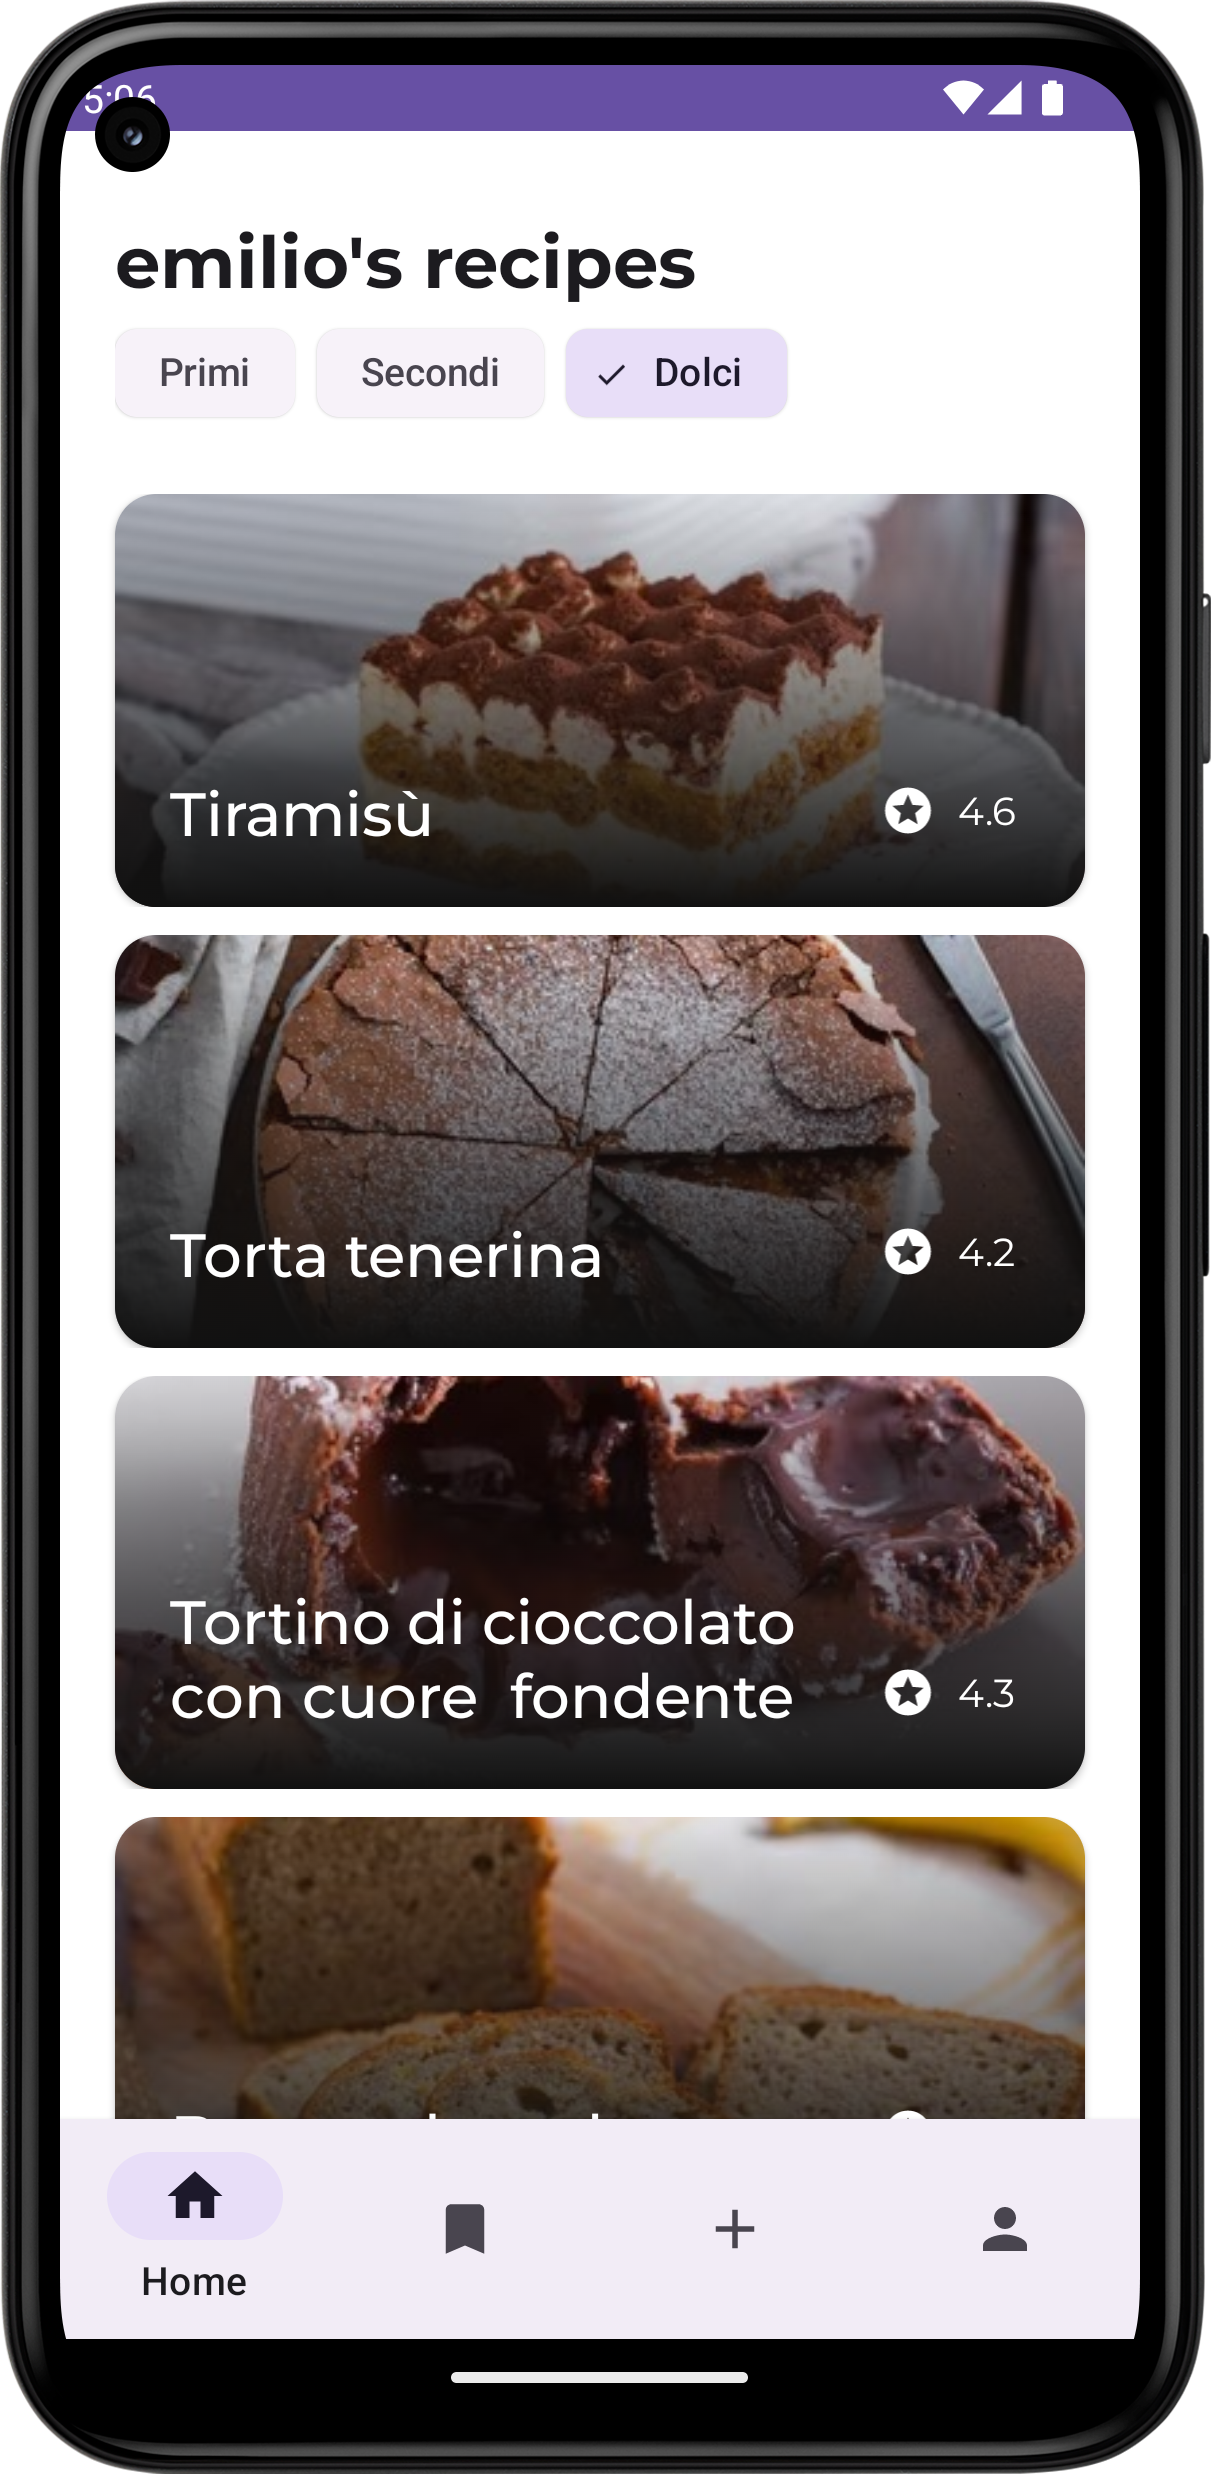 5:06
emilio's recipes
Primi
Secondi
Dolci
Tiramisù
4.6
Torta tenerina
4.2
Tortino di cioccolato
con cuore  fondente
4.3
Home